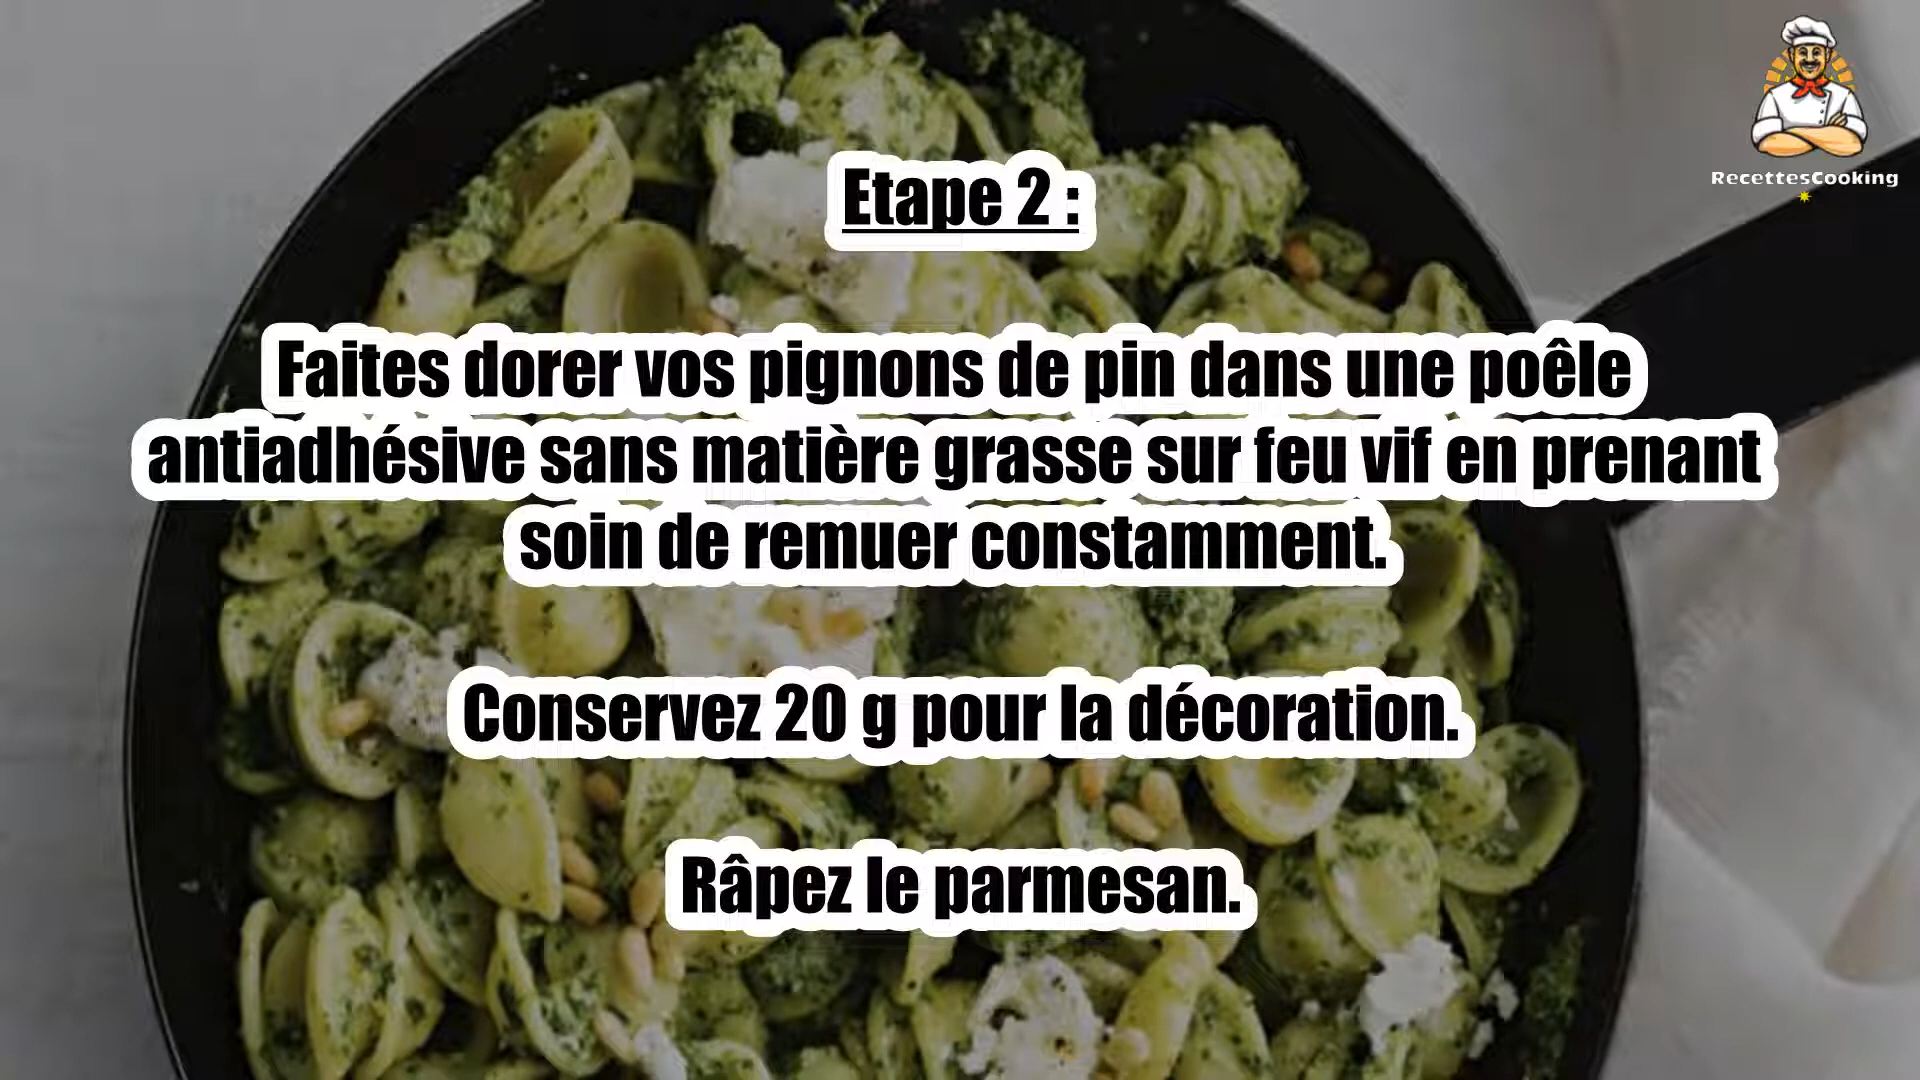 RecettesCooking
Etape 2 :
Faites dorer vos pignons de pin dans une poêle
antiadhésive sans matière grasse sur feu vif en prenant
soin de remuer constamment.
Conservez 20 g pour la décoration.
Râpez le parmesan.